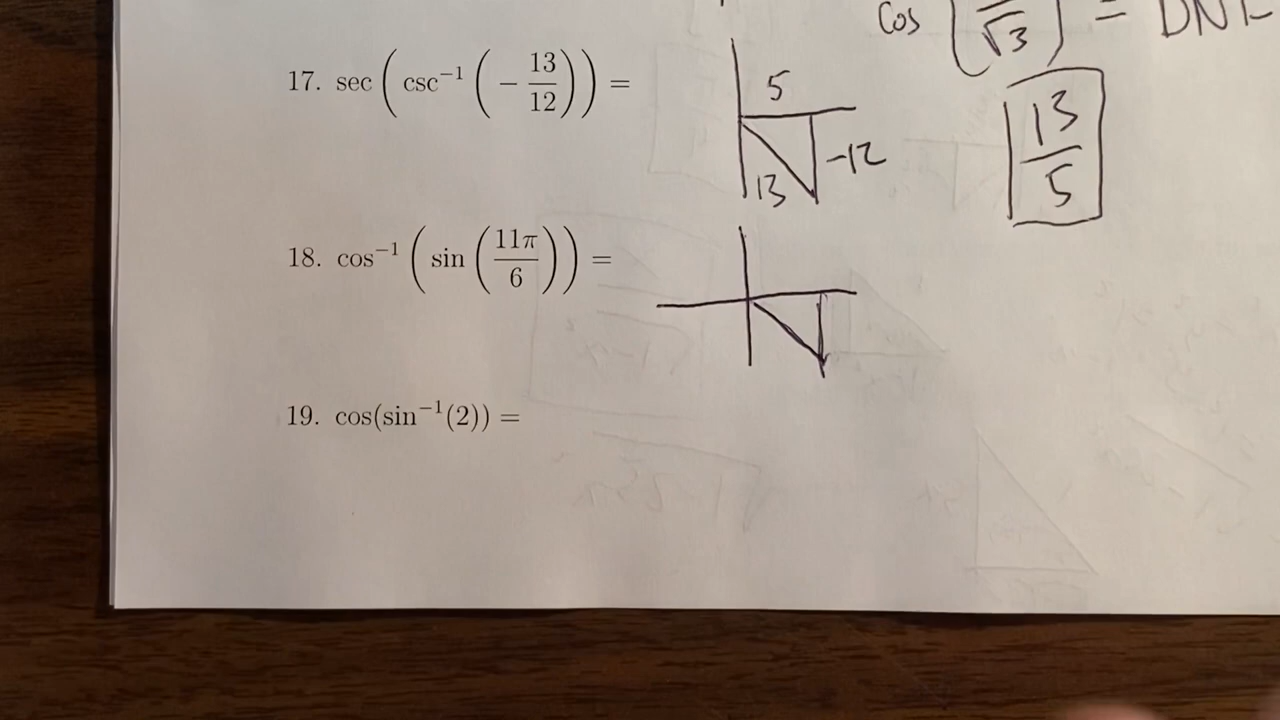 cos ( /√3 ) = DNE
17. sec ( csc⁻¹ ( − 13/12 ) ) =
5
-12
13
13/5
18. cos⁻¹ ( sin ( 11π/6 ) ) =
19. cos(sin⁻¹(2)) =